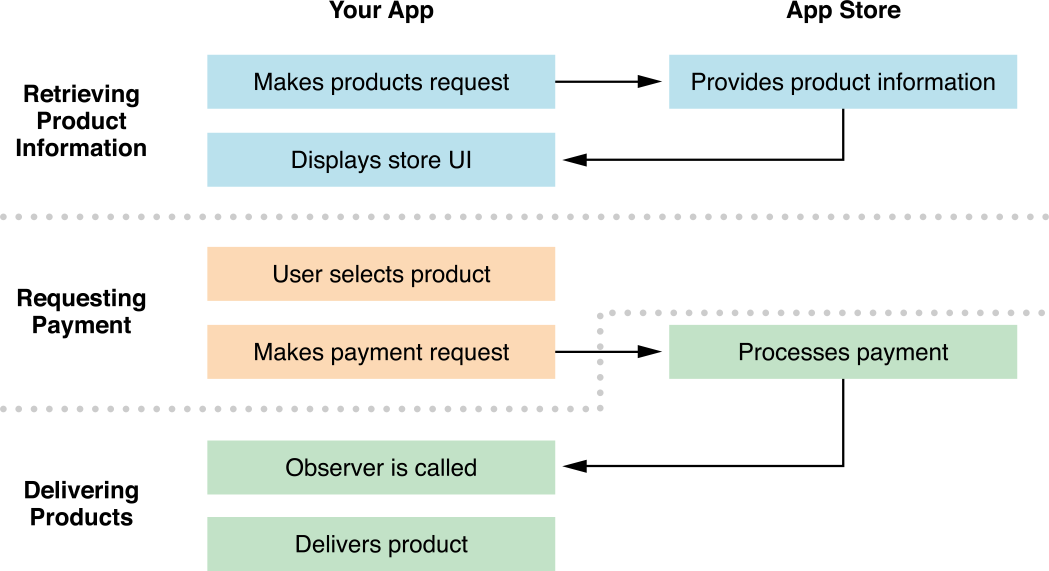 Your App
App Store
Retrieving
Product
Information
Makes products request
Provides product information
Displays store UI
Requesting
Payment
User selects product
Makes payment request
Processes payment
Delivering
Products
Observer is called
Delivers product